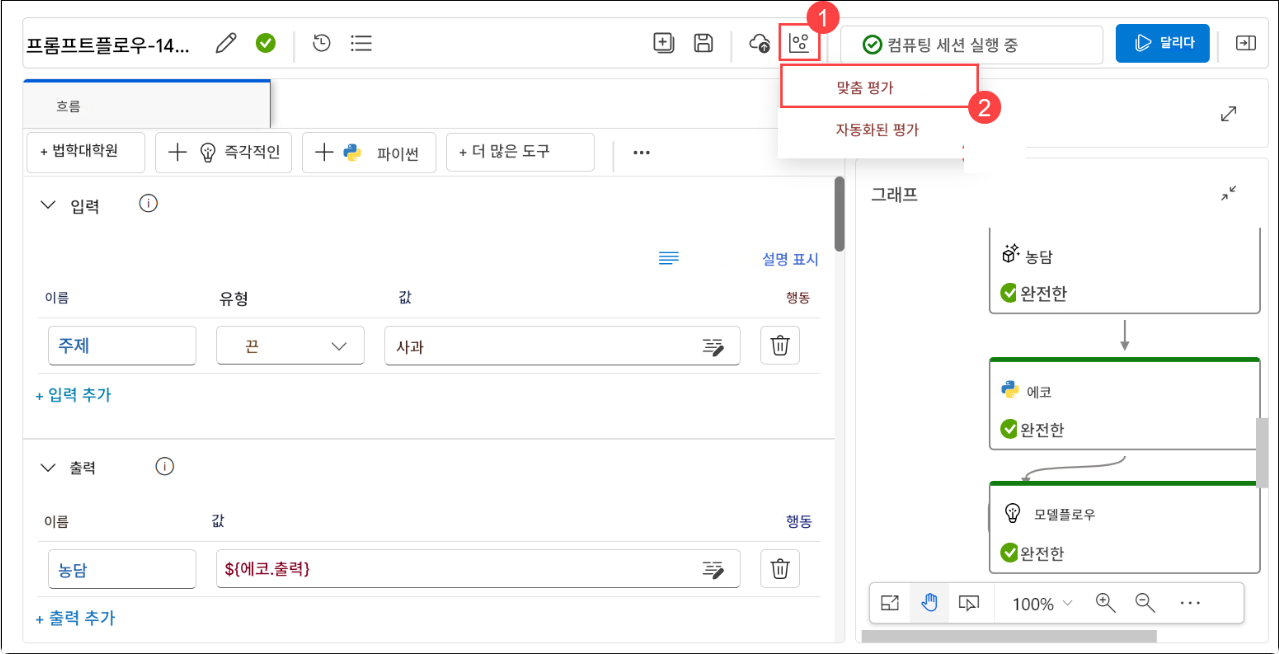 프롬프트플로우-14...
1
컴퓨팅 세션 실행 중
달리다
맞춤 평가
2
자동화된 평가
흐름
+ 법학대학원
즉각적인
파이썬
+ 더 많은 도구
입력
설명 표시
이름 유형 값 행동
주제 끈 사과
+ 입력 추가
출력
이름 값 행동
농담 ${에코.출력}
+ 출력 추가
그래프
농담
완전한
에코
완전한
모델플로우
완전한
100%